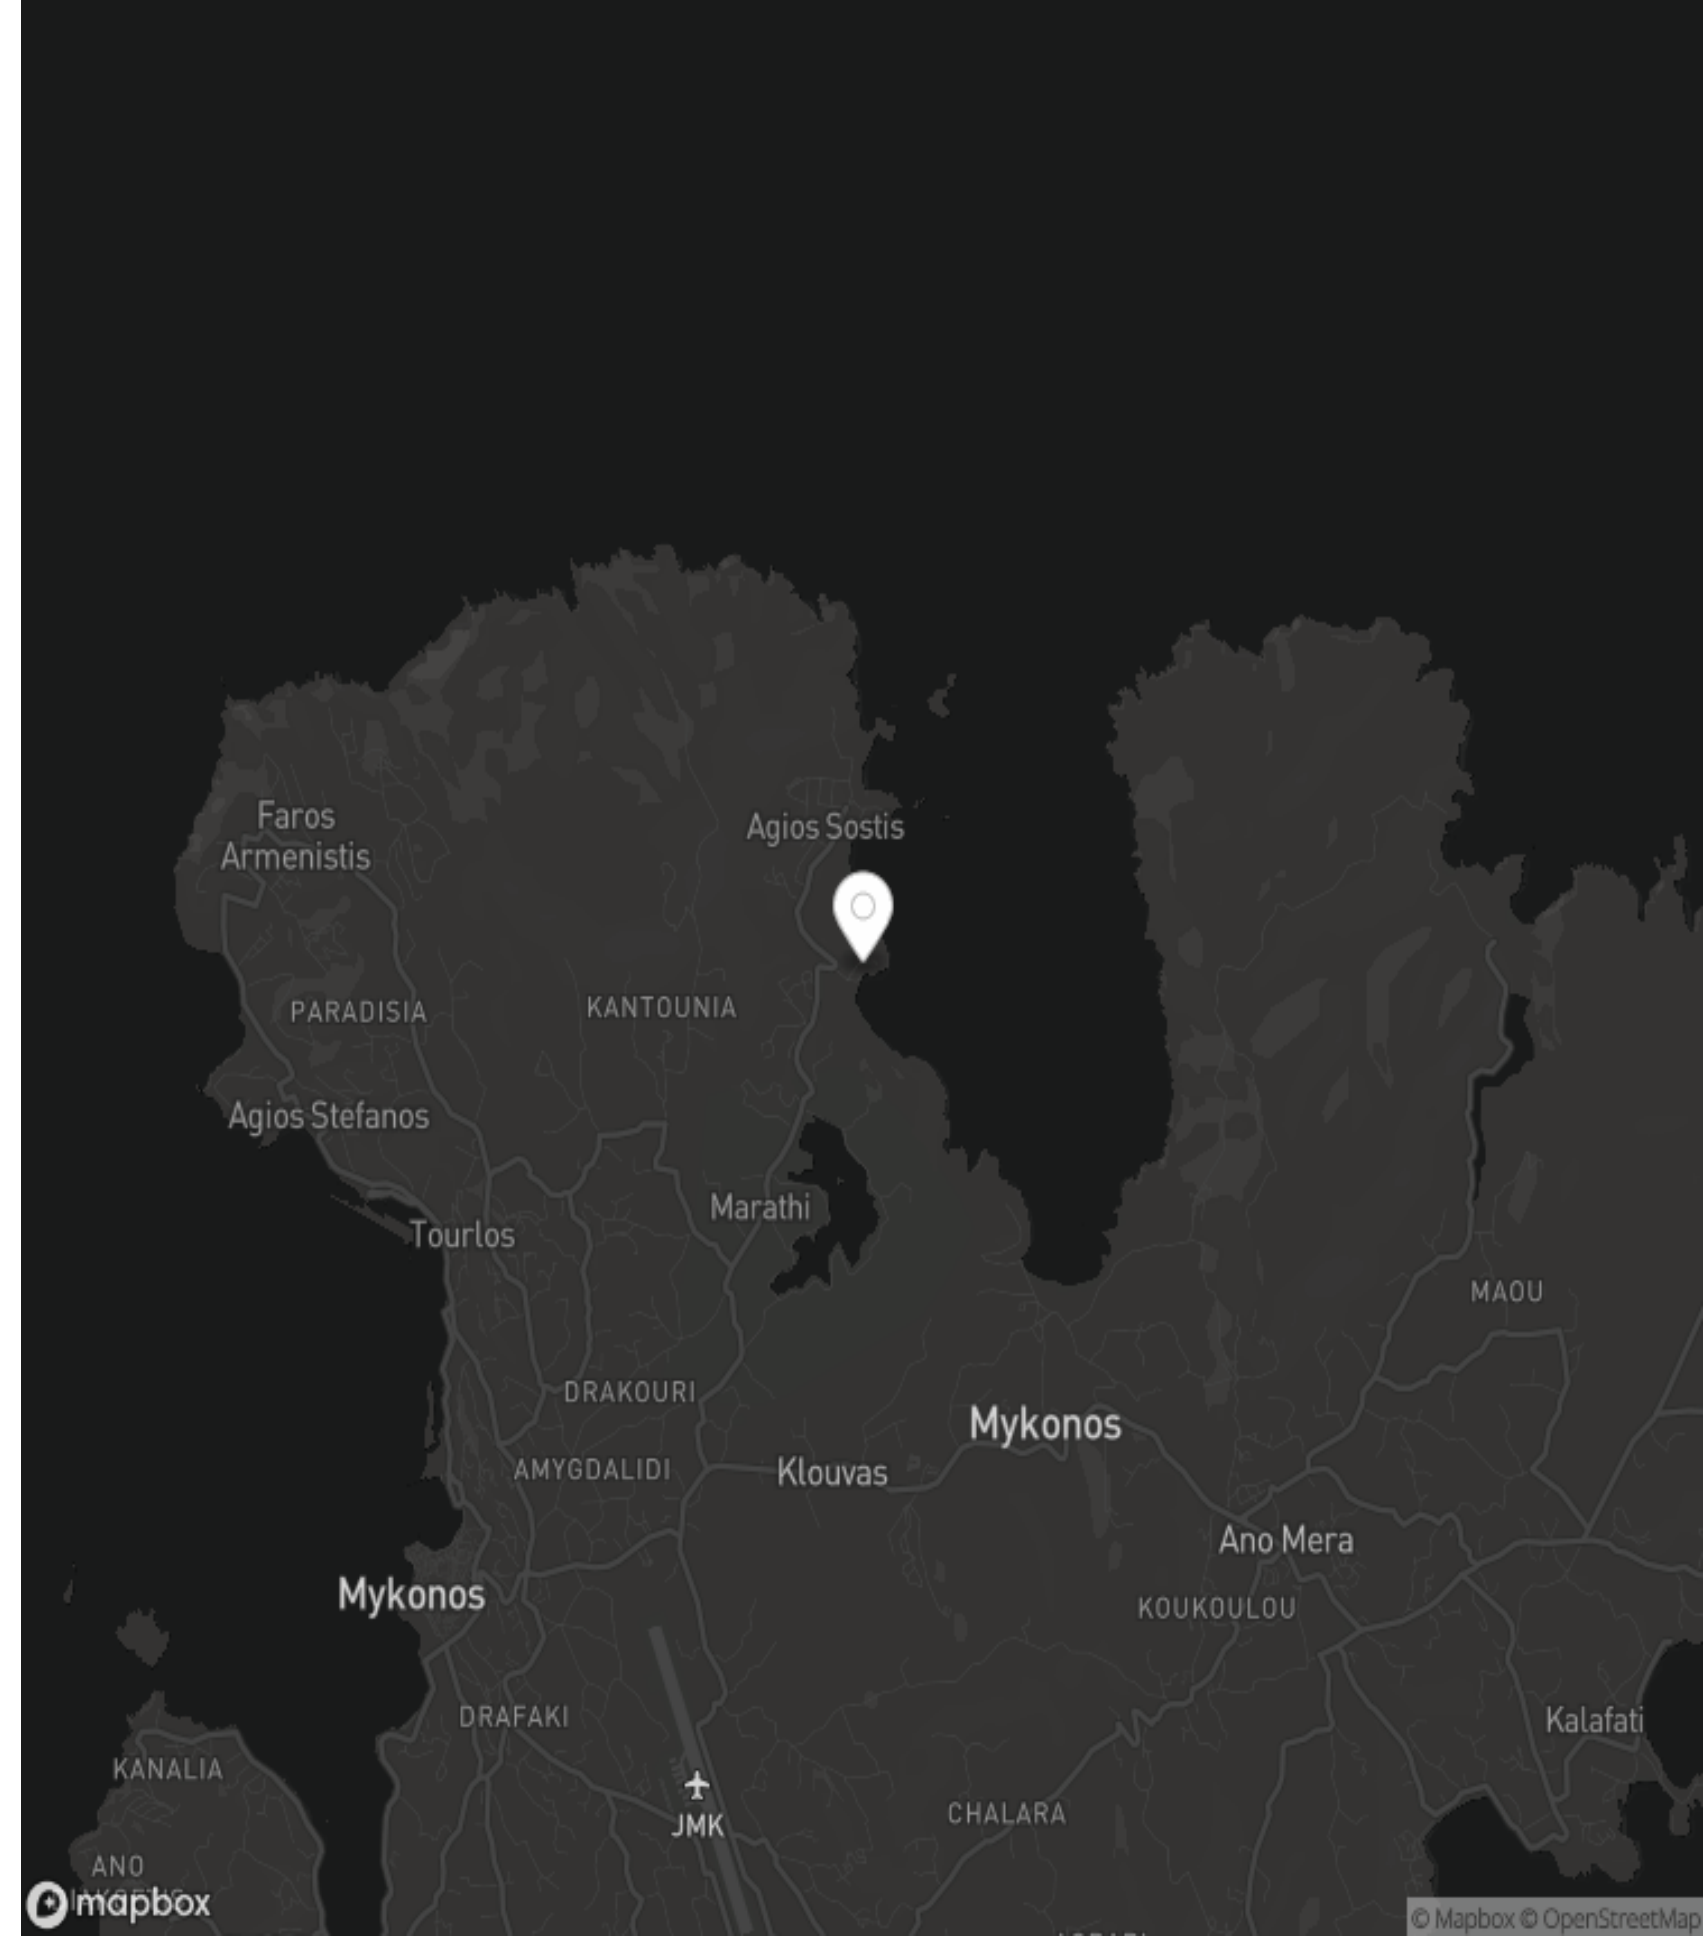 Faros
Armenistis
Agios Sostis
PARADISIA
KANTOUNIA
Agios Stefanos
Marathi
Tourlos
MAOU
DRAKOURI
Mykonos
AMYGDALIDI
Klouvas
Ano Mera
Mykonos
KOUKOULOU
DRAFAKI
Kalafati
KANALIA
JMK
CHALARA
ANO
mapbox
© Mapbox © OpenStreetMap